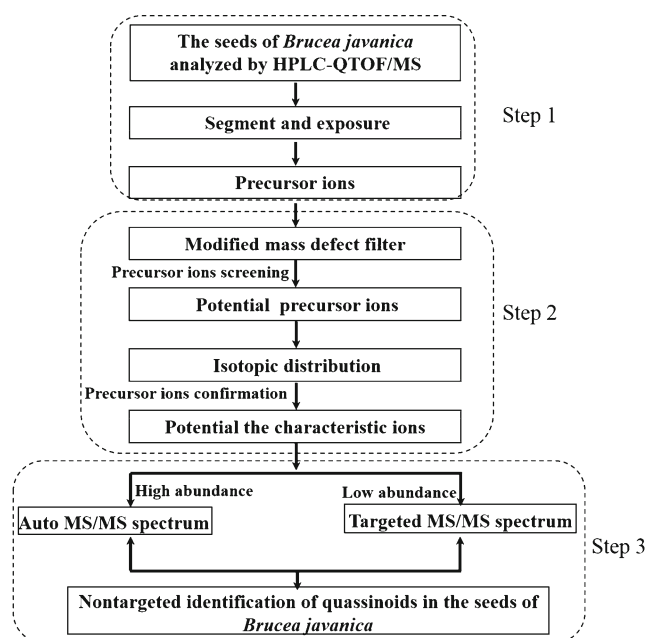 The seeds of Brucea javanica
analyzed by HPLC-QTOF/MS
Segment and exposure
Step 1
Precursor ions
Modified mass defect filter
Precursor ions screening
Potential precursor ions
Step 2
Isotopic distribution
Precursor ions confirmation
Potential the characteristic ions
High abundance
Low abundance
Auto MS/MS spectrum
Targeted MS/MS spectrum
Step 3
Nontargeted identification of quassinoids in the seeds of
Brucea javanica